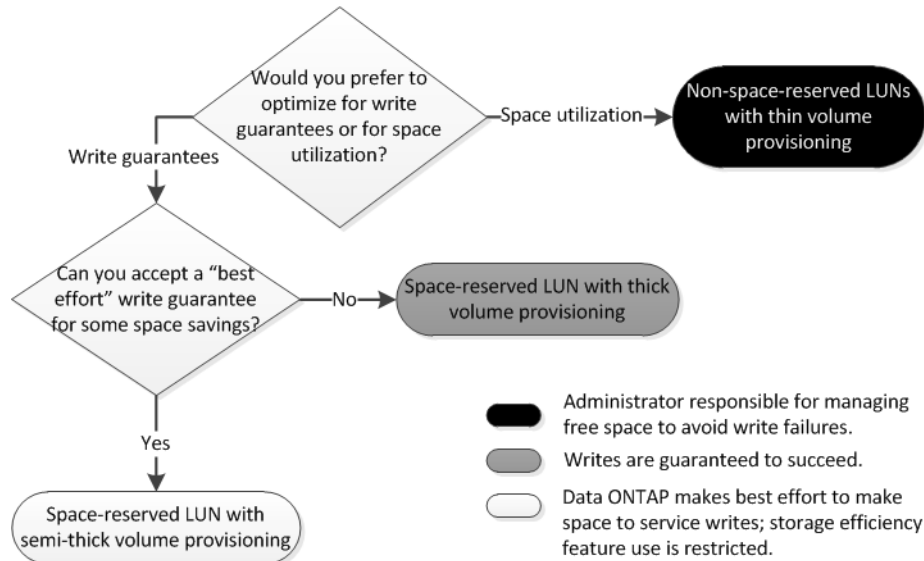 Would you prefer to
optimize for write
guarantees or for space
utilization?
Space utilization
Non-space-reserved LUNs
with thin volume
provisioning
Write guarantees
Can you accept a “best
effort” write guarantee
for some space savings?
No
Space-reserved LUN with thick
volume provisioning
Yes
Space-reserved LUN with
semi-thick volume provisioning
Administrator responsible for managing
free space to avoid write failures.
Writes are guaranteed to succeed.
Data ONTAP makes best effort to make
space to service writes; storage efficiency
feature use is restricted.